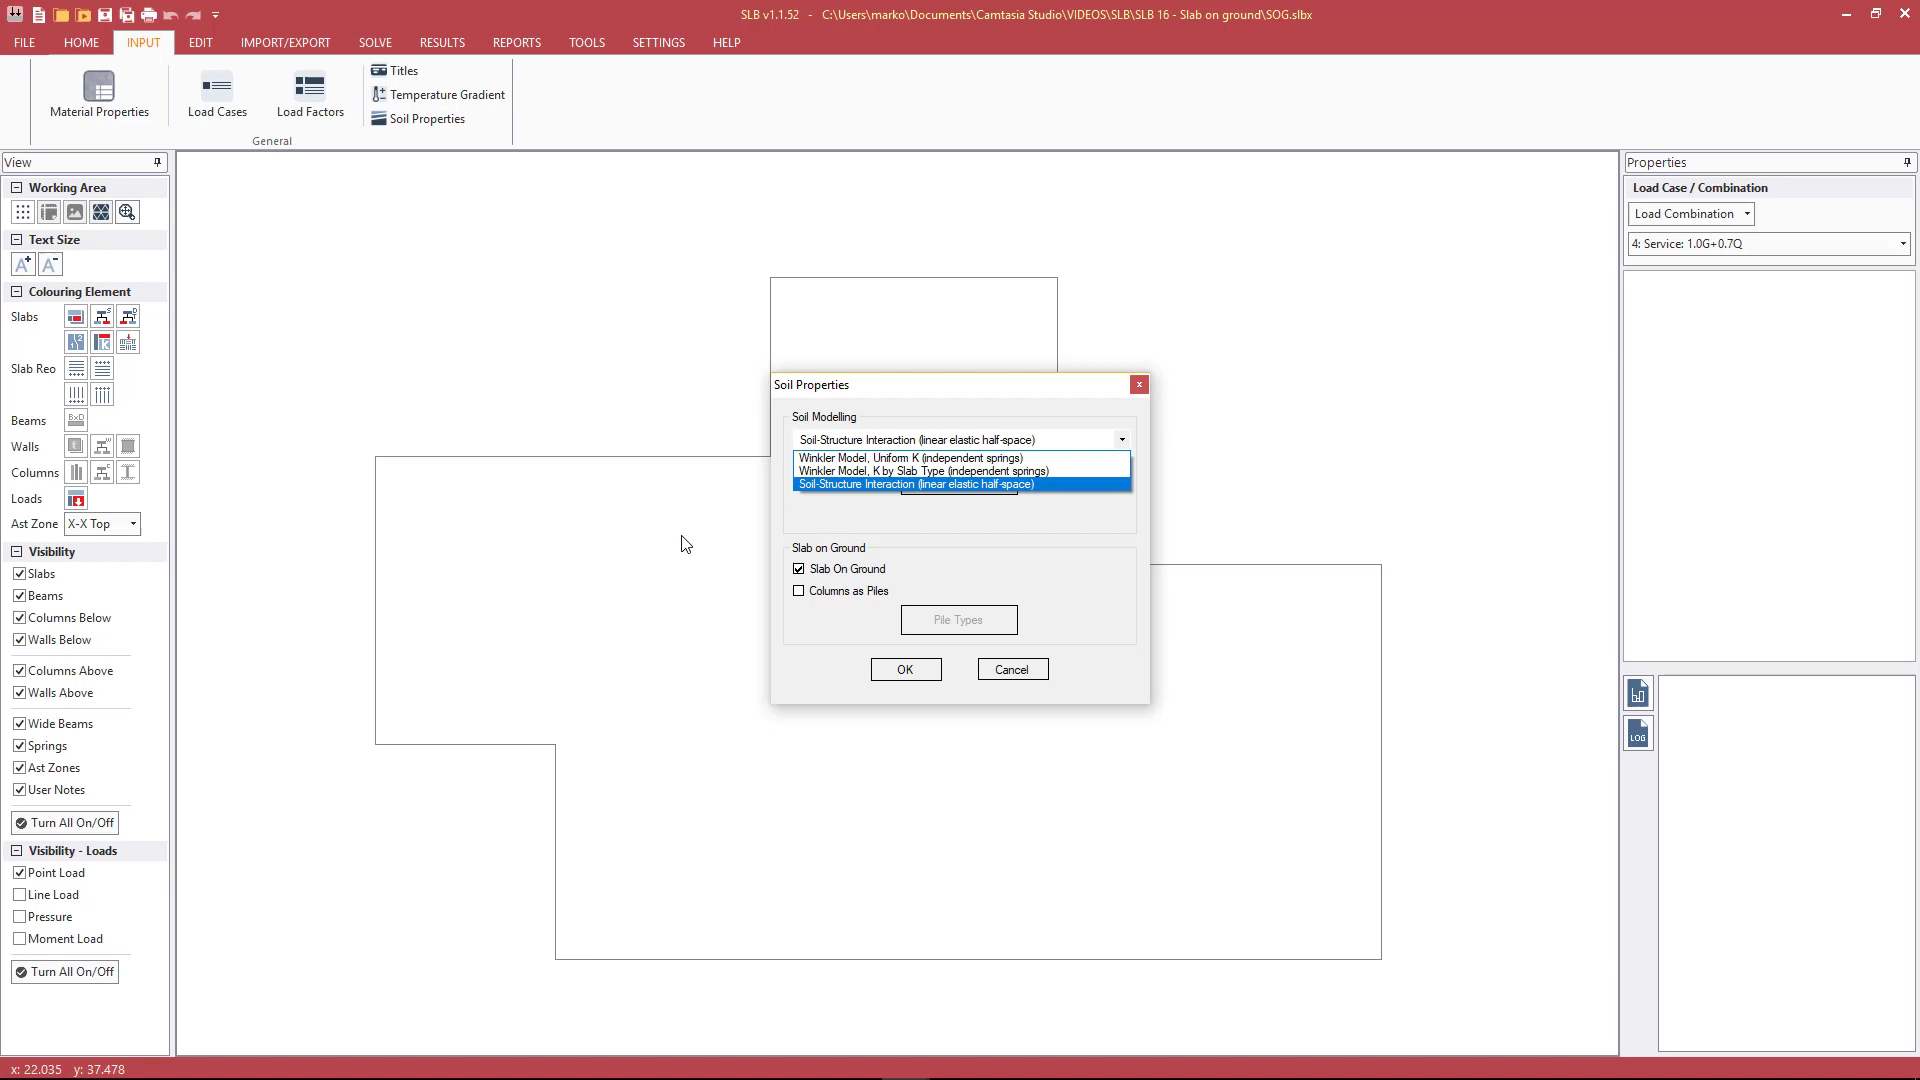 SLB v1.1.52 - C:\Users\marko\Documents\Camtasia Studio\VIDEOS\SLB\SLB 16 - Slab on ground\SOG.slbx
FILE HOME INPUT EDIT IMPORT/EXPORT SOLVE RESULTS REPORTS TOOLS SETTINGS HELP
Material Properties
Load Cases
Load Factors
Titles
Temperature Gradient
Soil Properties
General
View
Working Area
Text Size
A+ A-
Colouring Element
Slabs
Slab Reo
Beams
BxD
Walls
Columns
Loads
Ast Zone X-X Top
Visibility
Slabs
Beams
Columns Below
Walls Below
Columns Above
Walls Above
Wide Beams
Springs
Ast Zones
User Notes
Turn All On/Off
Visibility - Loads
Point Load
Line Load
Pressure
Moment Load
Turn All On/Off
Soil Properties
Soil Modelling
Soil-Structure Interaction (linear elastic half-space)
Winkler Model, Uniform K (independent springs)
Winkler Model, K by Slab Type (independent springs)
Soil-Structure Interaction (linear elastic half-space)
Slab on Ground
Slab On Ground
Columns as Piles
Pile Types
OK Cancel
Properties
Load Case / Combination
Load Combination
4: Service: 1.0G+0.7Q
LOG
x: 22.035 y: 37.478